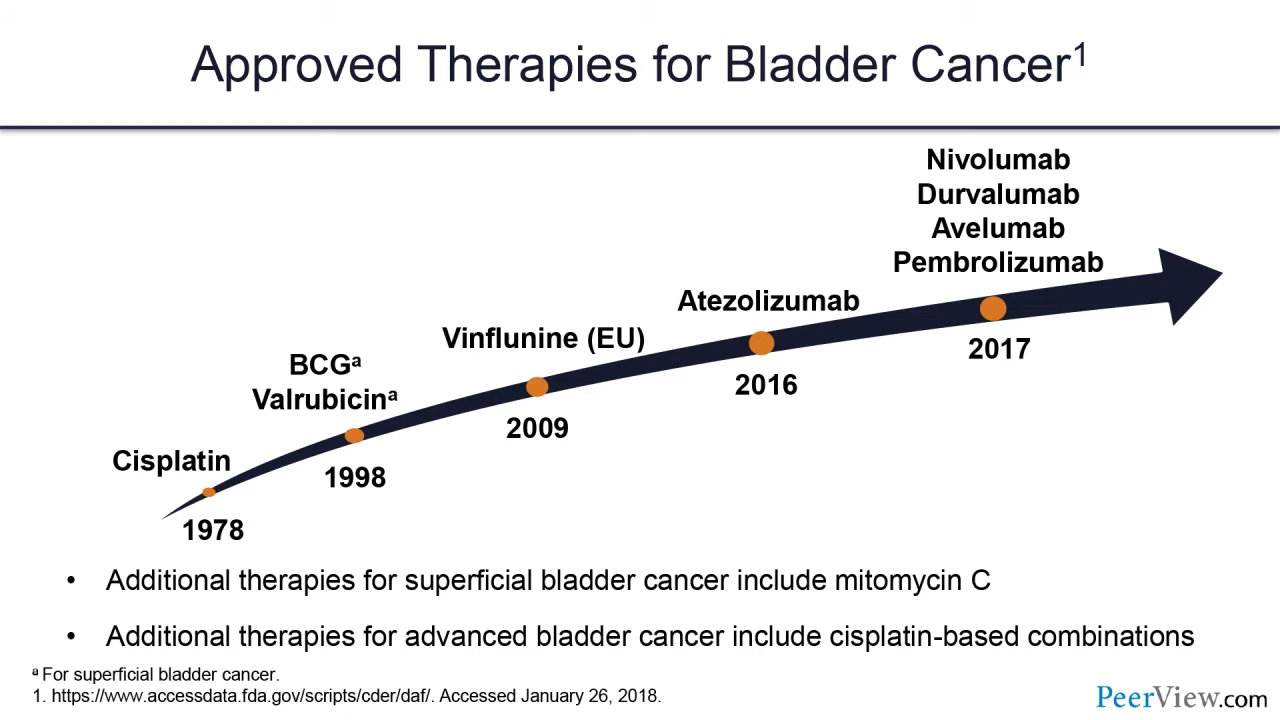 Approved Therapies for Bladder Cancer¹
Nivolumab
Durvalumab
Avelumab
Pembrolizumab
Atezolizumab
Vinflunine (EU)
BCGᵃ
Valrubicinᵃ
Cisplatin
1978
1998
2009
2016
2017
• Additional therapies for superficial bladder cancer include mitomycin C
• Additional therapies for advanced bladder cancer include cisplatin-based combinations
ᵃ For superficial bladder cancer.
1. https://www.accessdata.fda.gov/scripts/cder/daf/. Accessed January 26, 2018.
PeerView.com